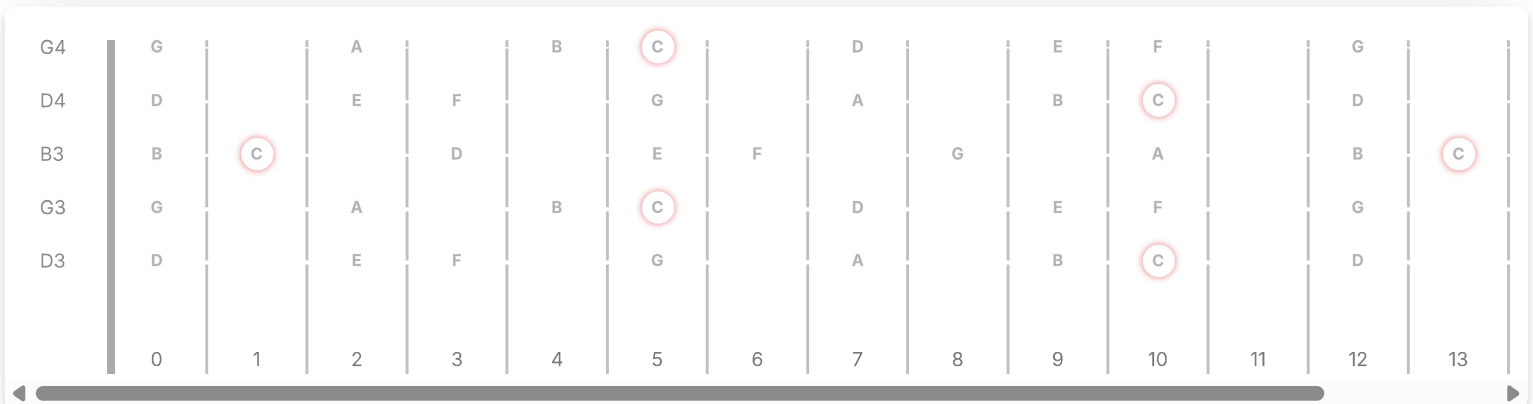 G4 G A B C D E F G
D4 D E F G A B C D
B3 B C D E F G A B C
G3 G A B C D E F G
D3 D E F G A B C D
0 1 2 3 4 5 6 7 8 9 10 11 12 13